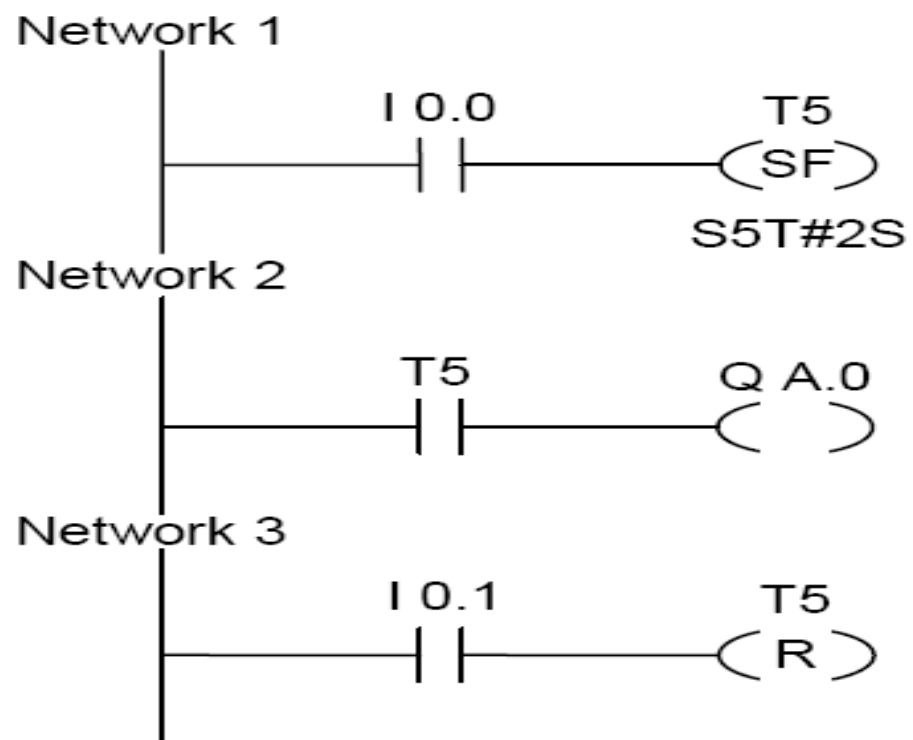 Network 1
I 0.0
T5
SF
S5T#2S
Network 2
T5
Q A.0
Network 3
I 0.1
T5
R